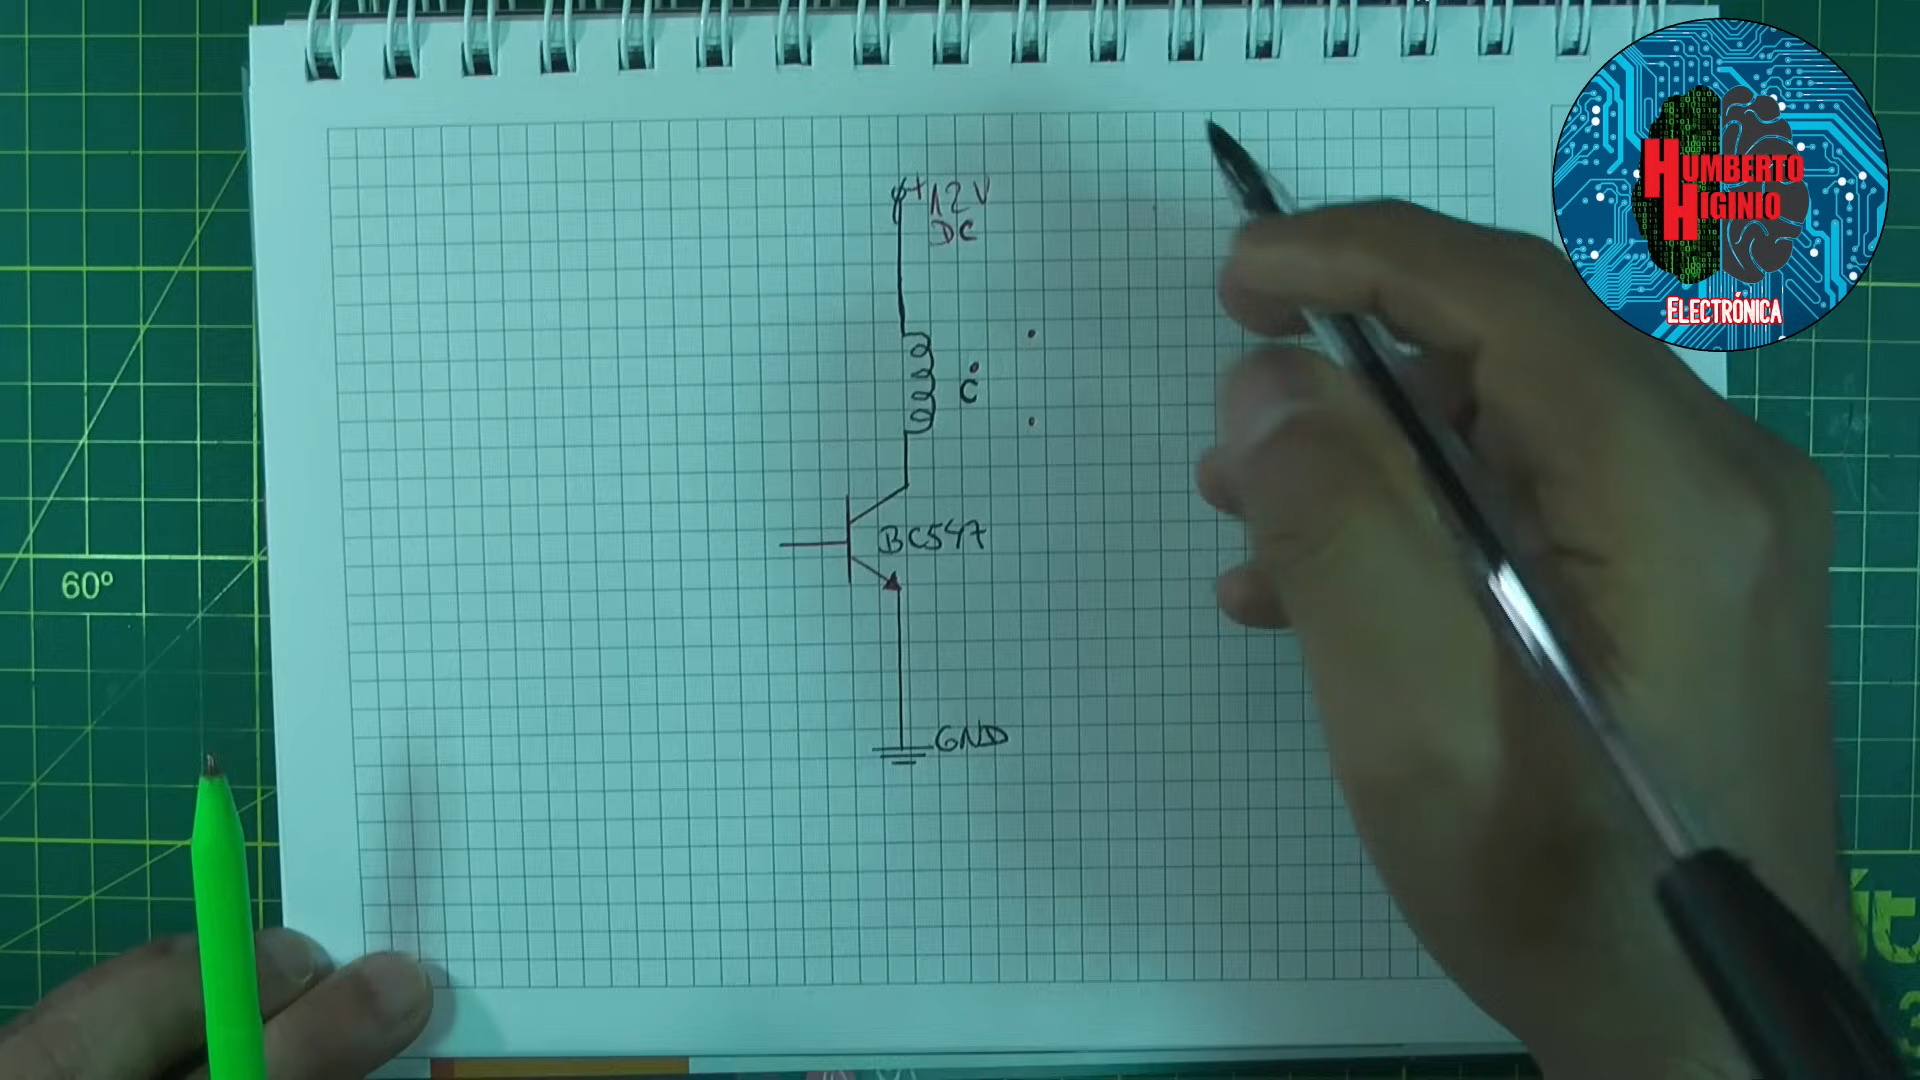 +12V
DC
C
BC547
GND
60º
HUMBERTO
HIGINIO
ELECTRÓNICA